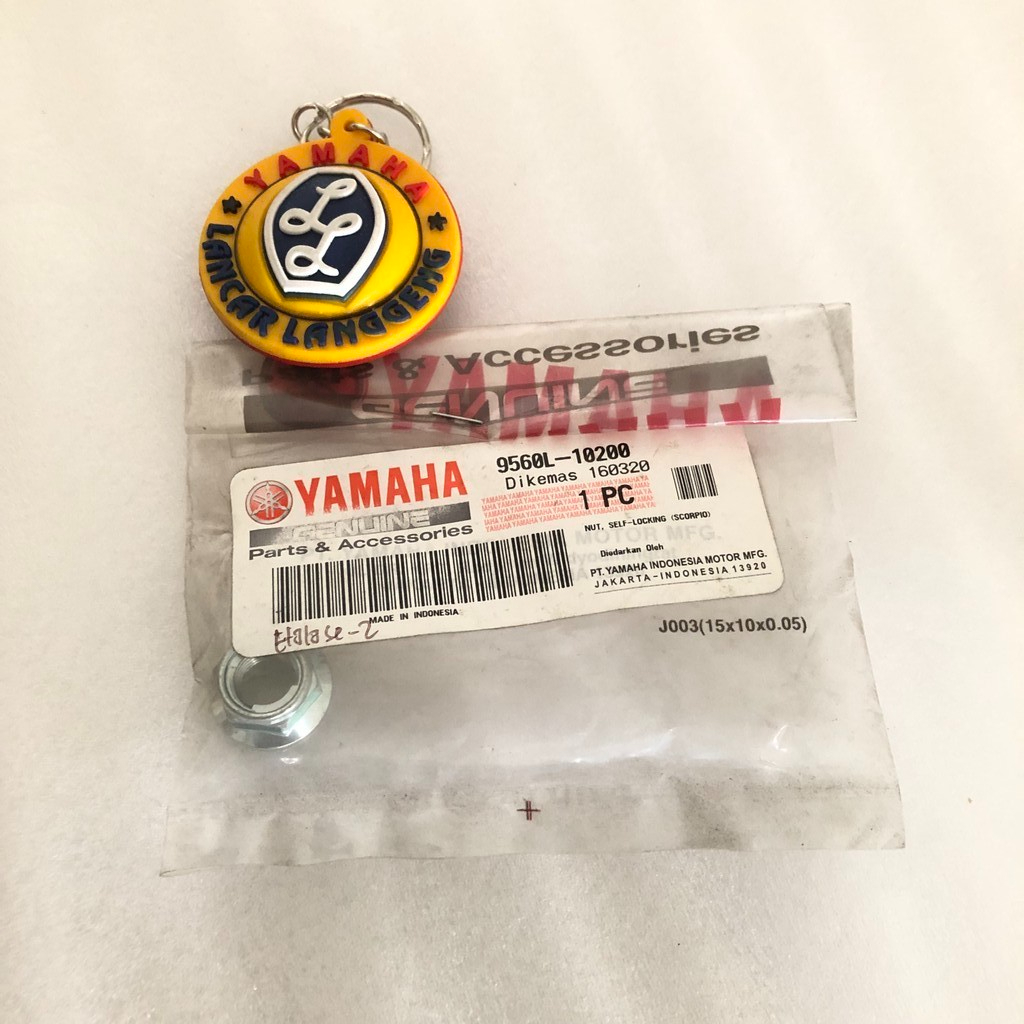 YAMAHA
LANCAR LANGGENG
Parts & Accessories
GENUINE
YAMAHA
YAMAHA
GENUINE
Parts & Accessories
9560L-10200
Dikemas 160320
1 PC
NUT, SELF-LOCKING (SCORPIO)
Diedarkan Oleh
PT. YAMAHA INDONESIA MOTOR MFG.
JAKARTA-INDONESIA 13920
MADE IN INDONESIA
Etalase-2
MOTOR MFG.
J003(15x10x0.05)